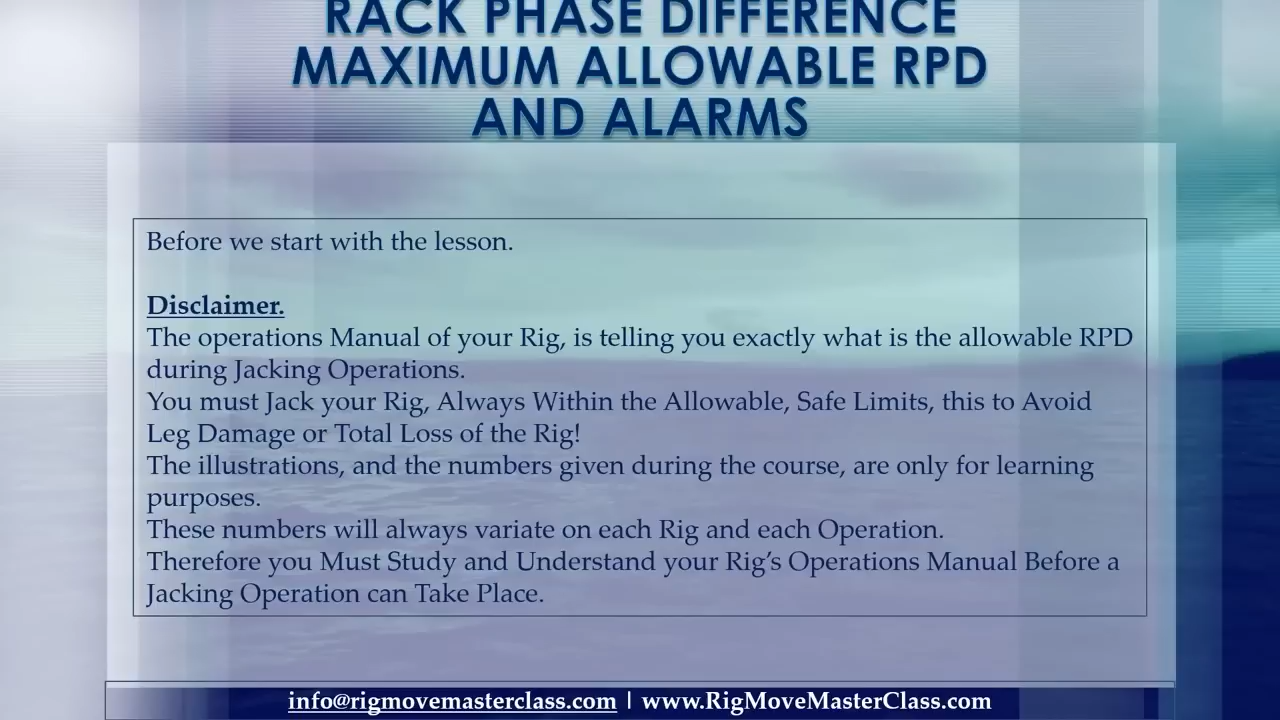 RACK PHASE DIFFERENCE
MAXIMUM ALLOWABLE RPD
AND ALARMS
Before we start with the lesson.
Disclaimer.
The operations Manual of your Rig, is telling you exactly what is the allowable RPD
during Jacking Operations.
You must Jack your Rig, Always Within the Allowable, Safe Limits, this to Avoid
Leg Damage or Total Loss of the Rig!
The illustrations, and the numbers given during the course, are only for learning
purposes.
These numbers will always variate on each Rig and each Operation.
Therefore you Must Study and Understand your Rig’s Operations Manual Before a
Jacking Operation can Take Place.
info@rigmovemasterclass.com | www.RigMoveMasterClass.com